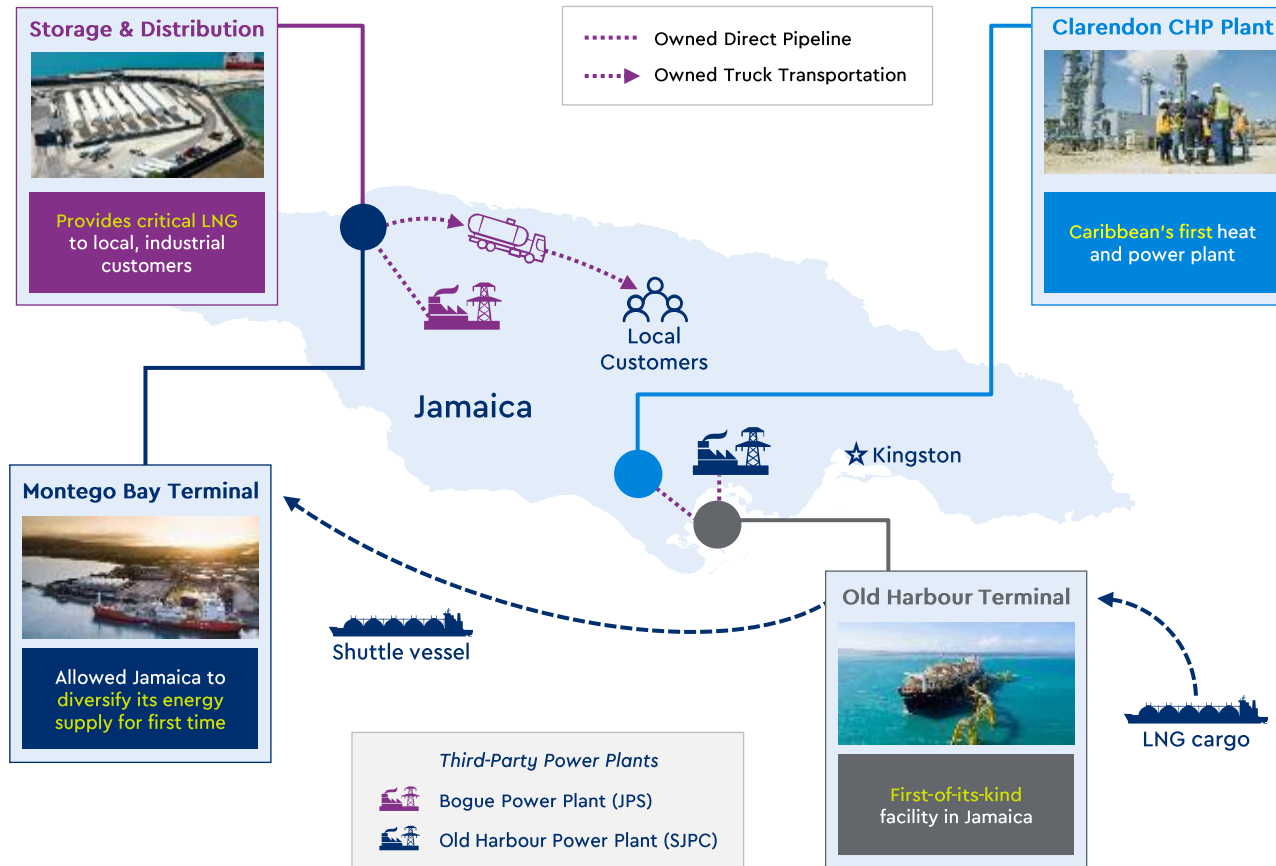 Storage & Distribution
Provides critical LNG
to local, industrial
customers
Owned Direct Pipeline
Owned Truck Transportation
Clarendon CHP Plant
Caribbean's first heat
and power plant
Local
Customers
Jamaica
Kingston
Montego Bay Terminal
Allowed Jamaica to
diversify its energy
supply for first time
Shuttle vessel
Old Harbour Terminal
First-of-its-kind
facility in Jamaica
LNG cargo
Third-Party Power Plants
Bogue Power Plant (JPS)
Old Harbour Power Plant (SJPC)